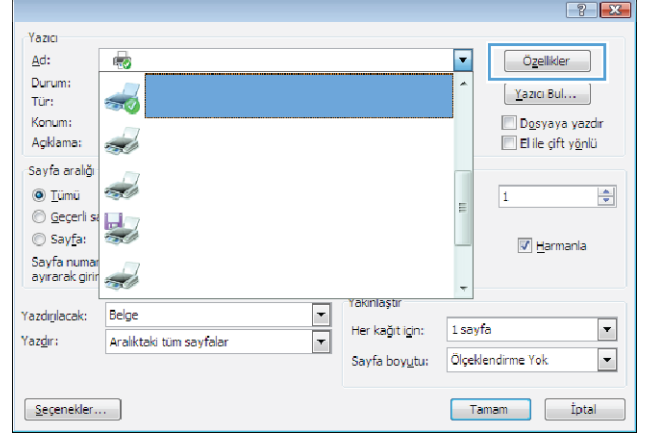 Yazıcı
Ad:
Özellikler
Durum:
Yazıcı Bul...
Tür:
Konum:
Dosyaya yazdır
Açıklama:
El ile çift yönlü
Sayfa aralığı
Tümü
1
Geçerli
Sayfa:
Harmanla
Sayfa
ayırarak
Yakınlaştır
Yazdırılacak: Belge
Her kağıt için: 1 sayfa
Yazdır: Aralıktaki tüm sayfalar
Sayfa boyutu: Ölçeklendirme Yok
Seçenekler...
Tamam
İptal